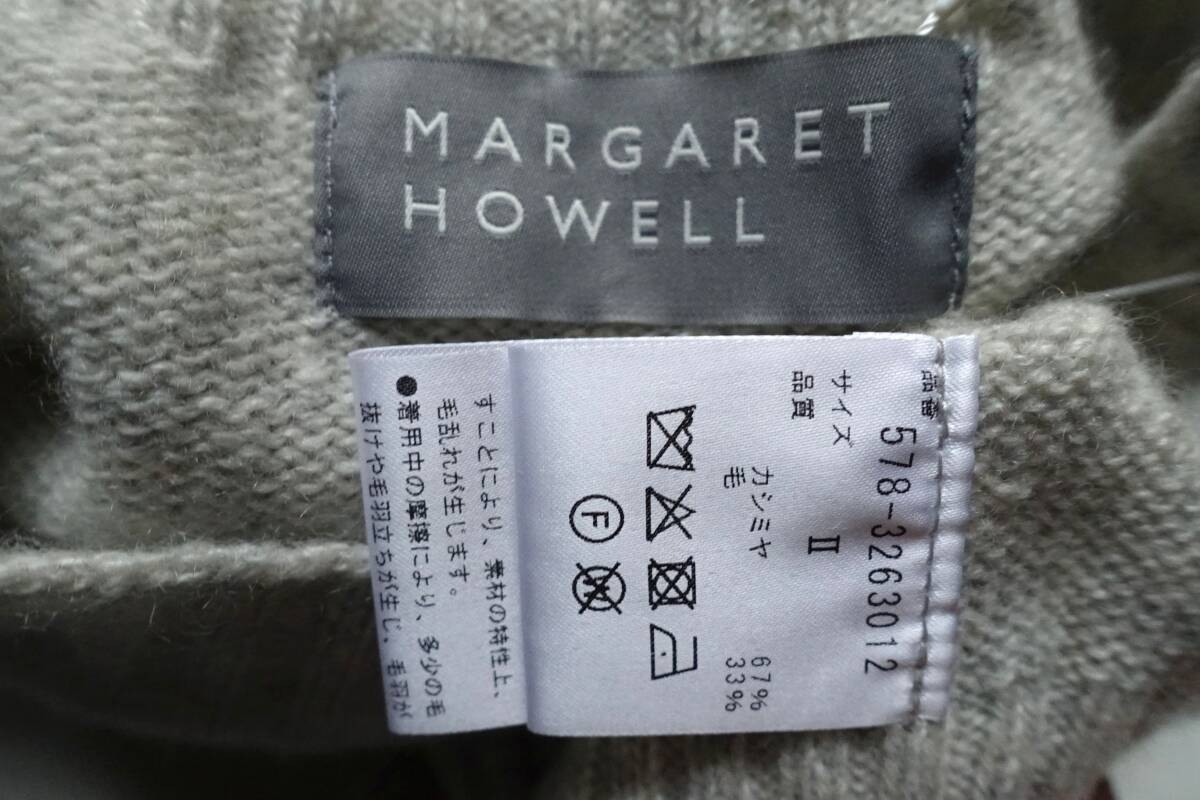 MARGARET
HOWELL
品番 578-3263012
サイズ Ⅱ
品質
カシミヤ 67%
毛 33%
F
W
すことにより、素材の特性上、
毛乱れが生じます。
●着用中の摩擦により、多少の毛
抜けや毛羽立ちが生じ、毛羽が